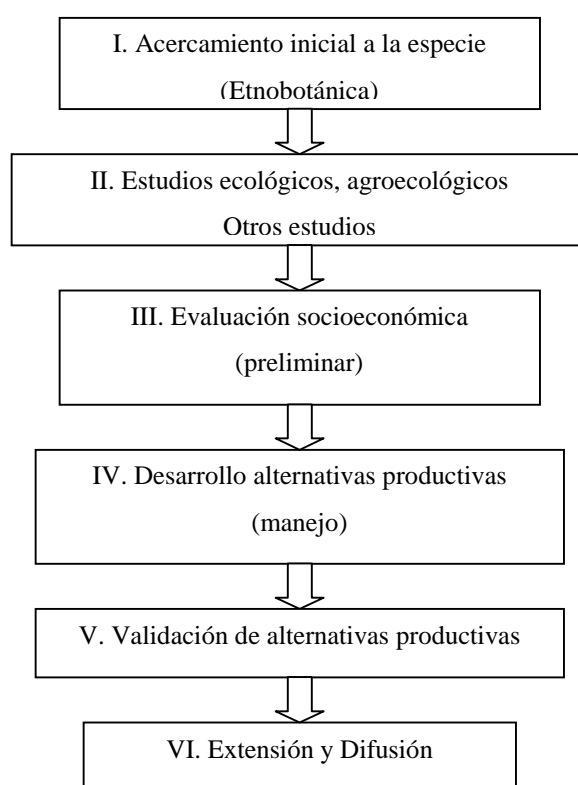 I. Acercamiento inicial a la especie
(Etnobotánica)
II. Estudios ecológicos, agroecológicos
Otros estudios
III. Evaluación socioeconómica
(preliminar)
IV. Desarrollo alternativas productivas
(manejo)
V. Validación de alternativas productivas
VI. Extensión y Difusión